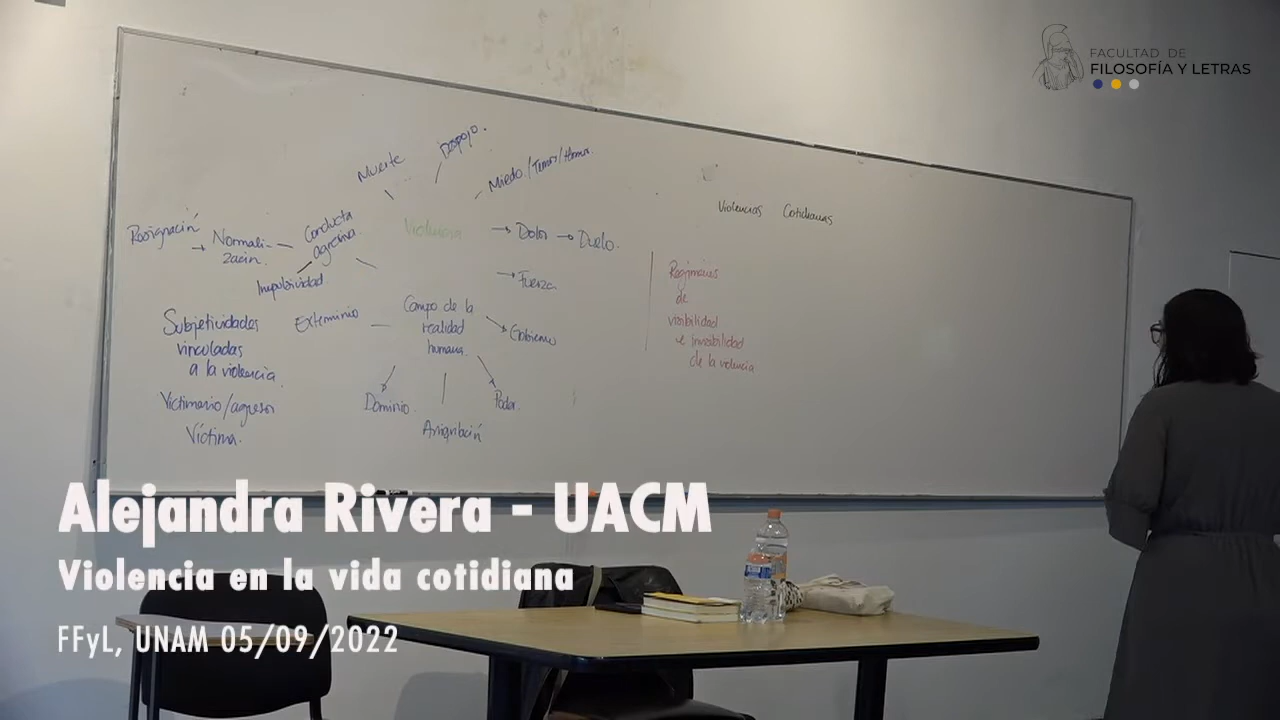 FACULTAD DE
FILOSOFÍA Y LETRAS
Despojo.
Muerte
Miedo/Temor/Horror.
Violencias Cotidianas
Resignación
→ Normali-
zación.
Conducta
agresiva.
Impulsividad
Violencia
→ Dolor → Duelo.
→ Fuerza
Regímenes
de
visibilidad
e invisibilidad
de la violencia
Subjetividades
vinculadas
a la violencia.
Victimario/agresor
Víctima.
Exterminio
Campo de la
realidad
humana.
Gobierno
Dominio.
Aniquilación
Poder.
Alejandra Rivera - UACM
Violencia en la vida cotidiana
FFyL, UNAM 05/09/2022